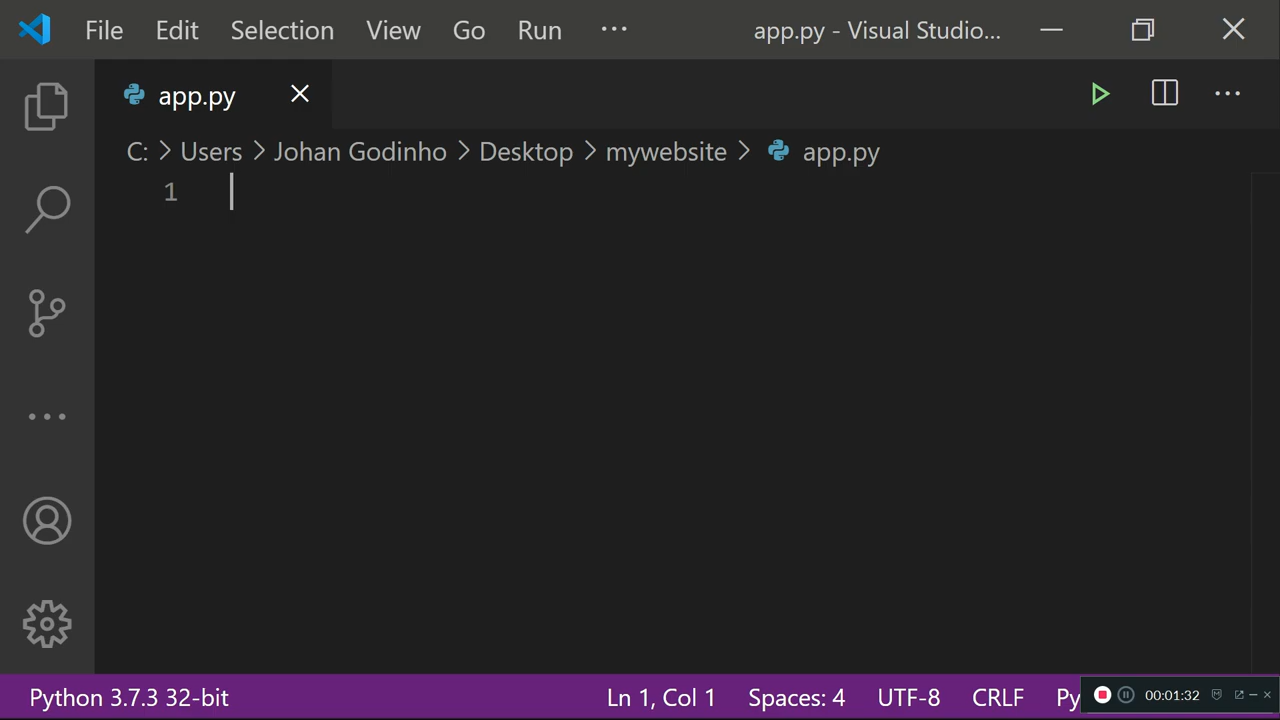 File Edit Selection View Go Run ··· app.py - Visual Studio...
app.py
C: > Users > Johan Godinho > Desktop > mywebsite > app.py
1
Python 3.7.3 32-bit Ln 1, Col 1 Spaces: 4 UTF-8 CRLF Py 00:01:32